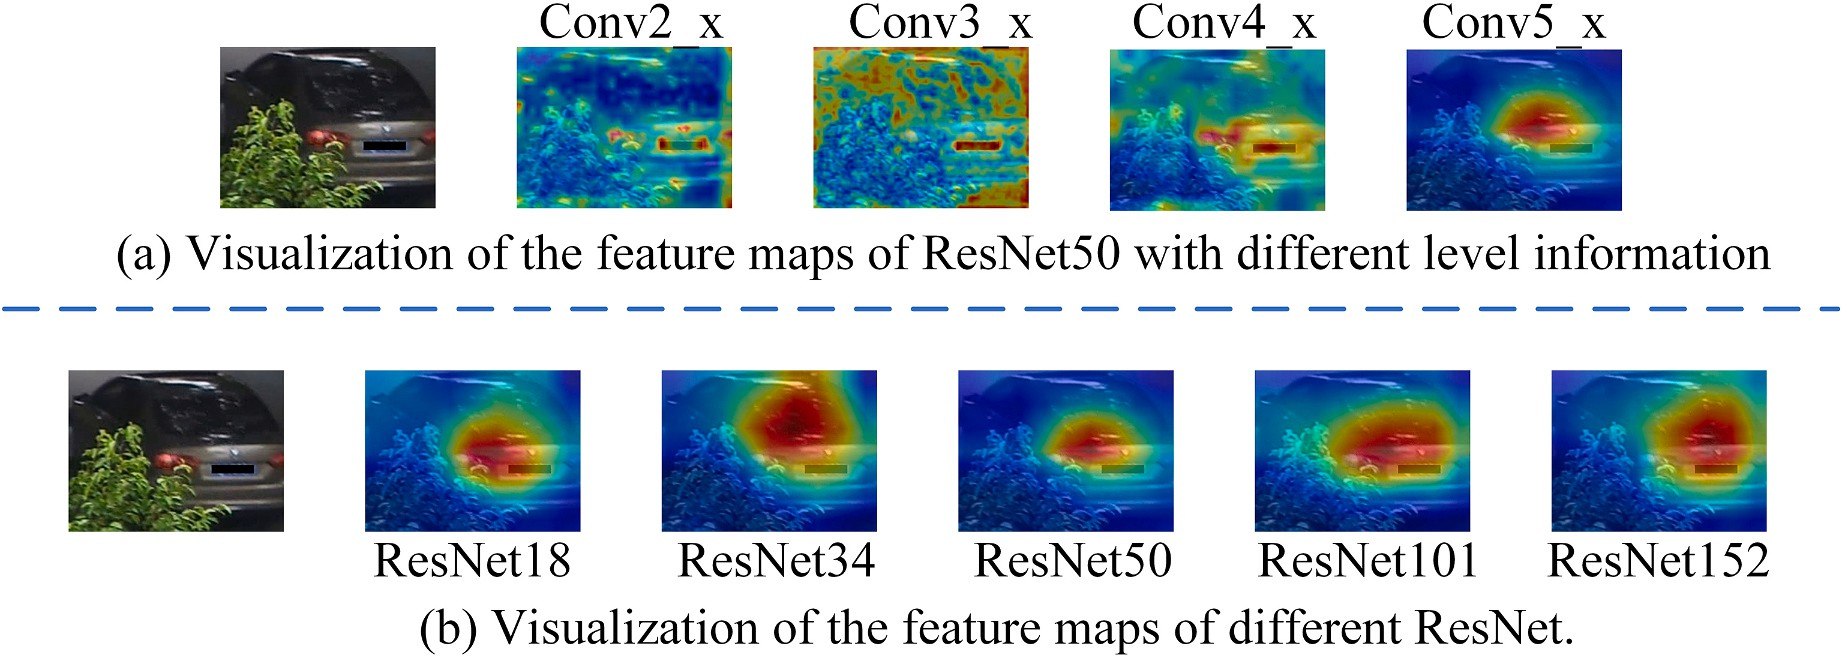 Conv2_x Conv3_x Conv4_x Conv5_x
(a) Visualization of the feature maps of ResNet50 with different level information
ResNet18 ResNet34 ResNet50 ResNet101 ResNet152
(b) Visualization of the feature maps of different ResNet.